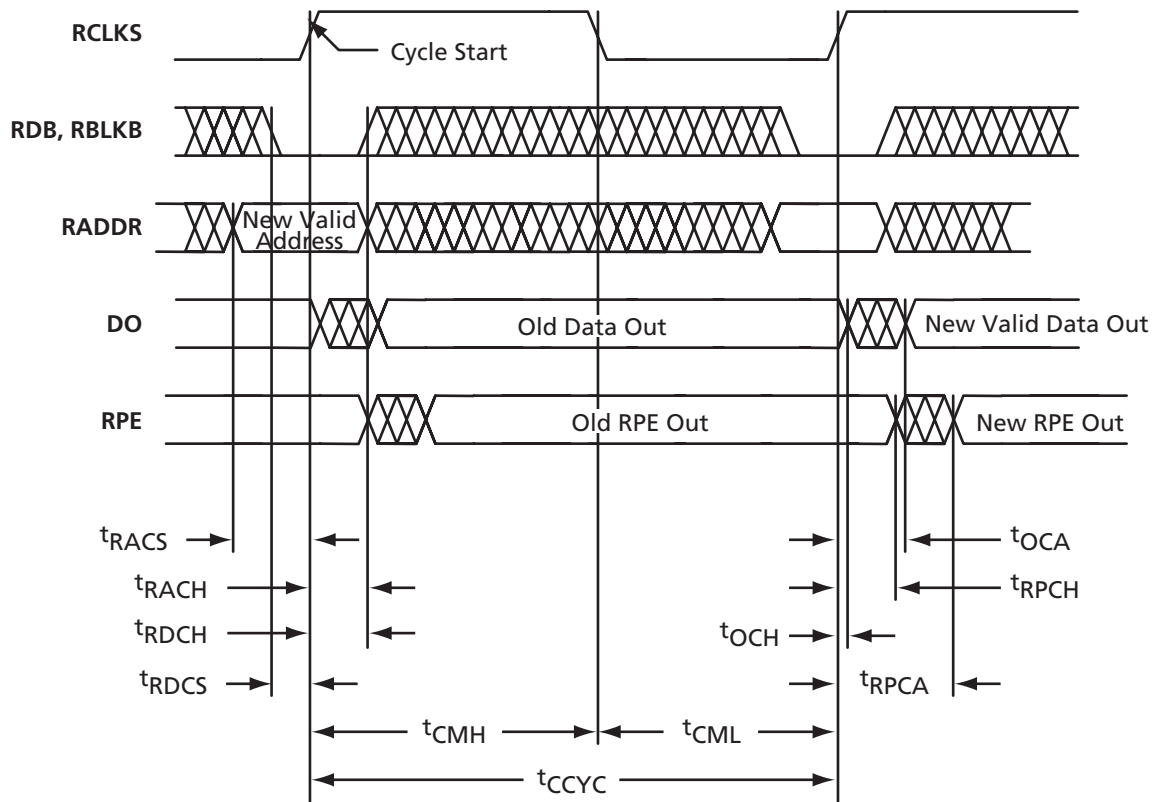 RCLKS
Cycle Start
RDB, RBLKB
RADDR
New Valid
Address
DO
Old Data Out
New Valid Data Out
RPE
Old RPE Out
New RPE Out
tRACS
tOCA
tRACH
tRPCH
tRDCH
tOCH
tRDCS
tRPCA
tCMH
tCML
tCCYC